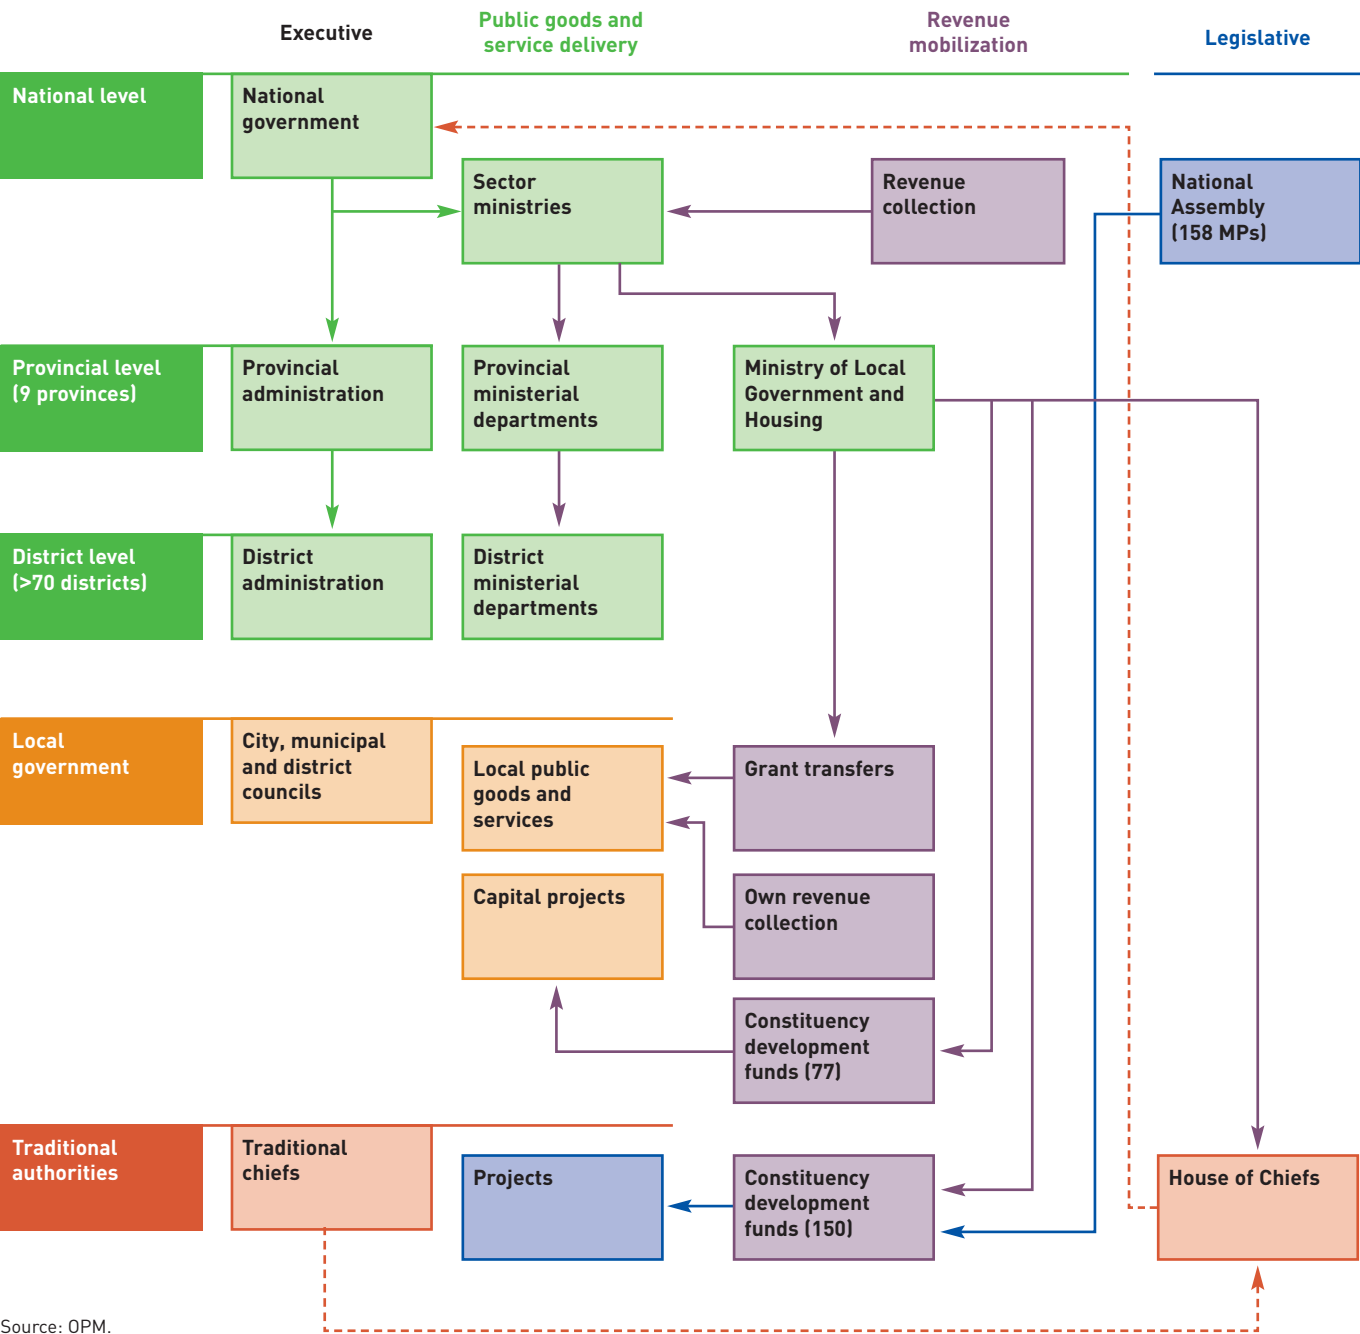 Executive
Public goods and
service delivery
Revenue
mobilization
Legislative
National level
National
government
Sector
ministries
Revenue
collection
National
Assembly
(158 MPs)
Provincial level
(9 provinces)
Provincial
administration
Provincial
ministerial
departments
Ministry of Local
Government and
Housing
District level
(>70 districts)
District
administration
District
ministerial
departments
Local
government
City, municipal
and district
councils
Local public
goods and
services
Grant transfers
Capital projects
Own revenue
collection
Constituency
development
funds (77)
Traditional
authorities
Traditional
chiefs
Projects
Constituency
development
funds (150)
House of Chiefs
Source: OPM.